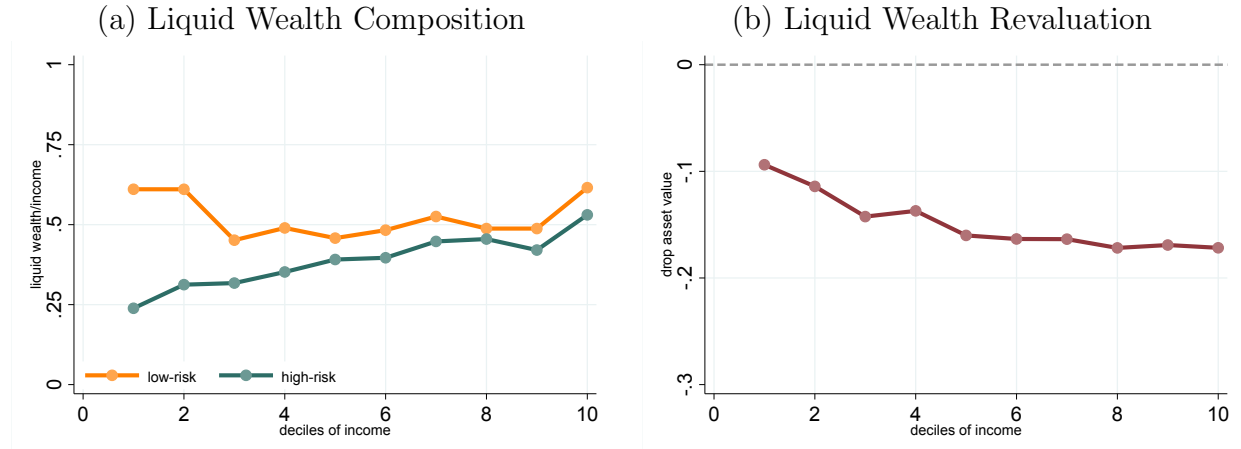 (a) Liquid Wealth Composition
1
.75
.5
.25
0
liquid wealth/income
low-risk
high-risk
0 2 4 6 8 10
deciles of income
(b) Liquid Wealth Revaluation
0
-.1
-.2
-.3
drop asset value
0 2 4 6 8 10
deciles of income